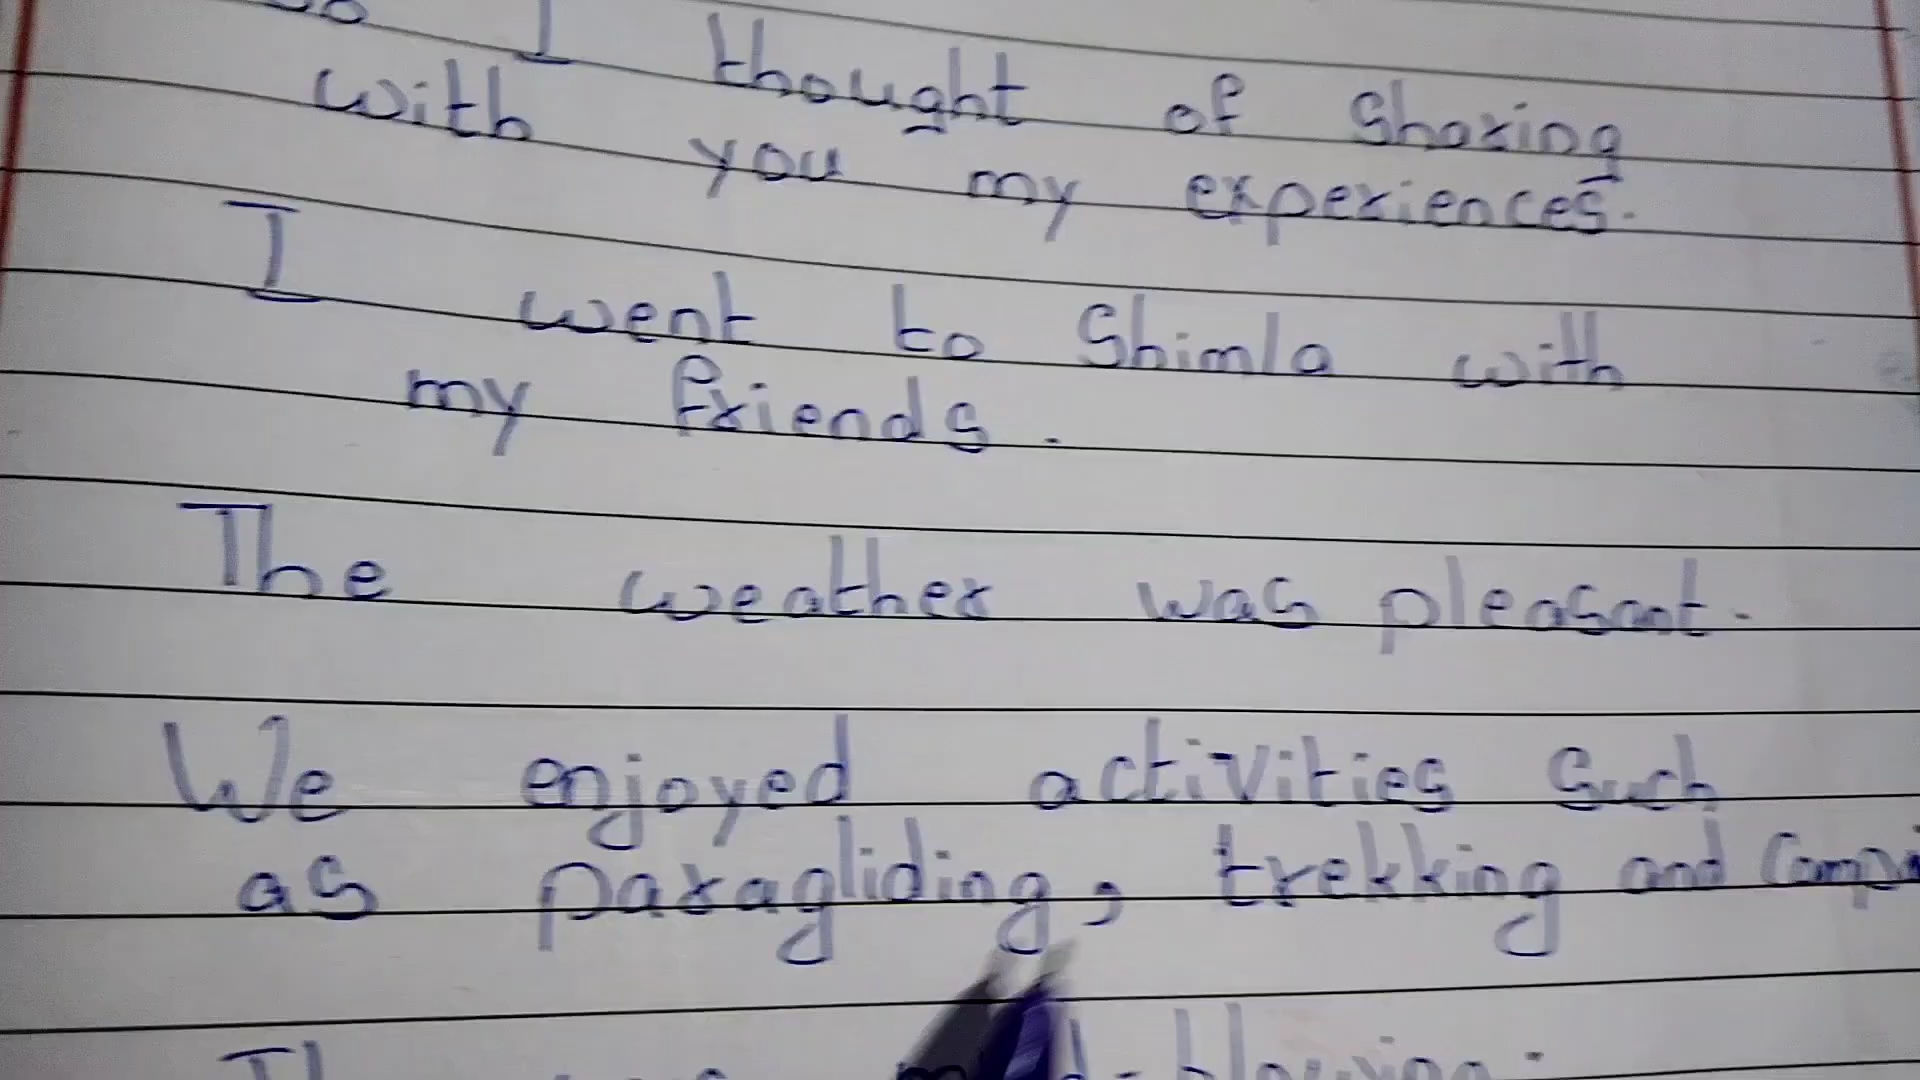 So I thought of sharing
with you my experiences.
I went to Shimla with
my friends.
The weather was pleasant.
We enjoyed activities such
as paragliding, trekking and